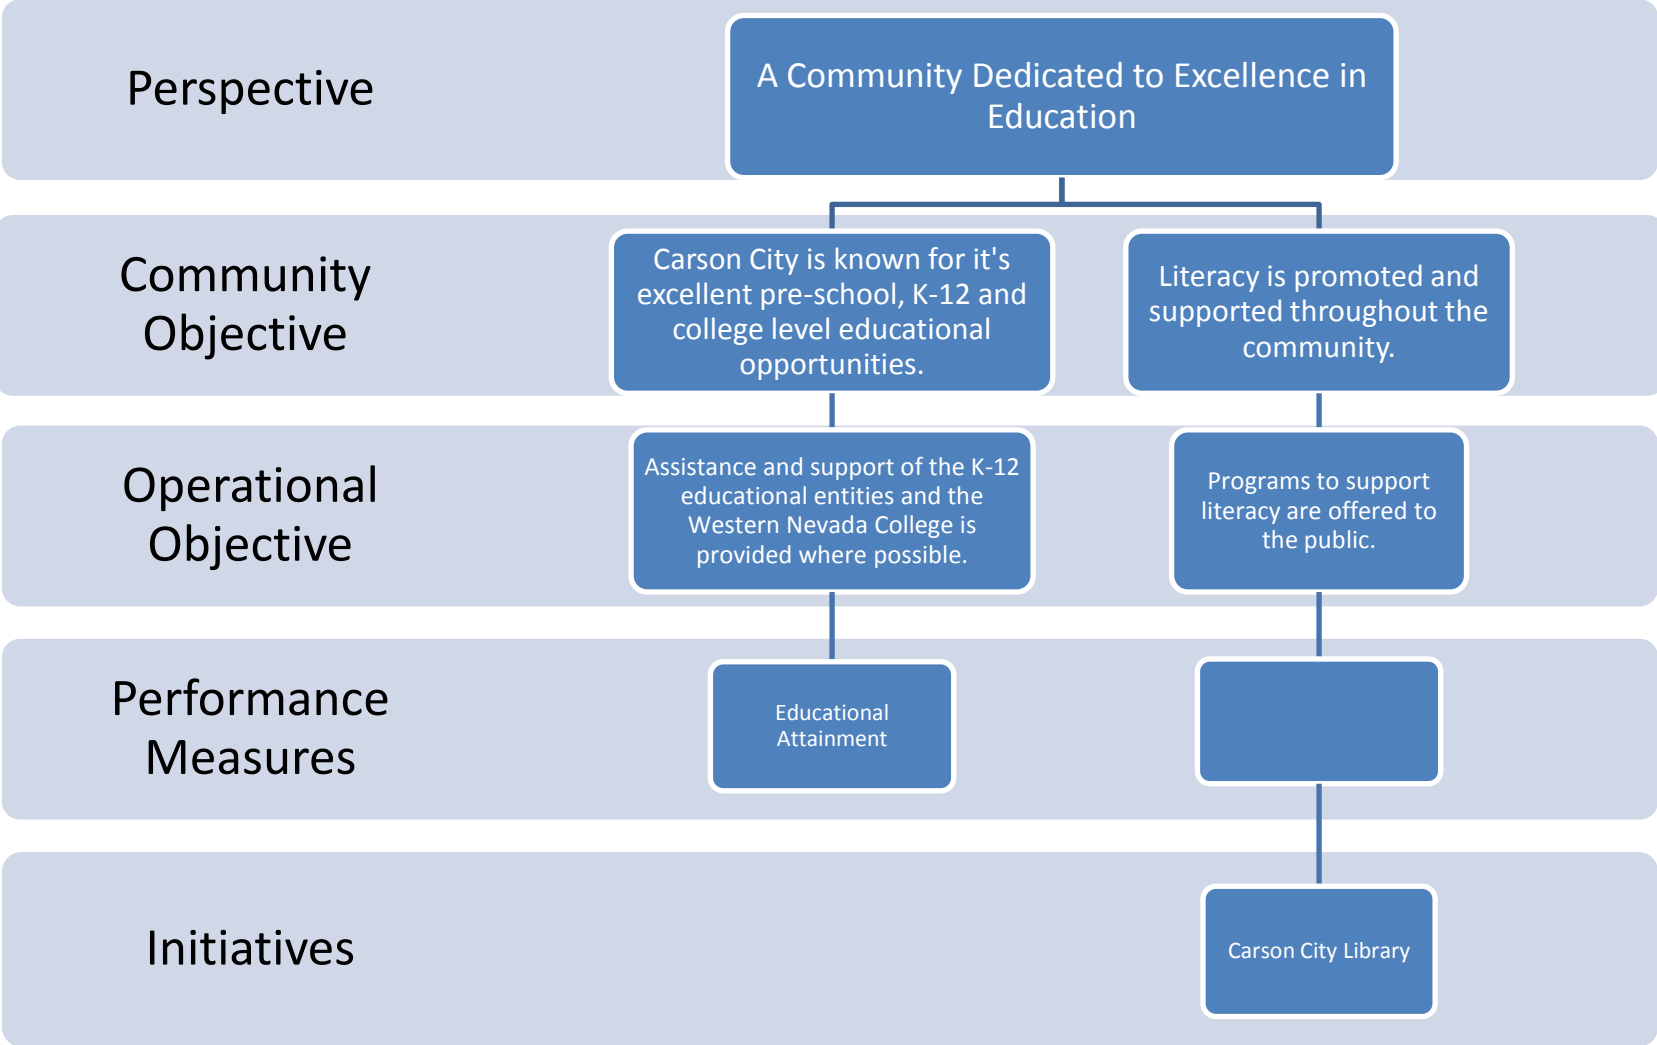 Perspective
A Community Dedicated to Excellence in
Education
Community
Objective
Carson City is known for it's
excellent pre-school, K-12 and
college level educational
opportunities.
Literacy is promoted and
supported throughout the
community.
Operational
Objective
Assistance and support of the K-12
educational entities and the
Western Nevada College is
provided where possible.
Programs to support
literacy are offered to
the public.
Performance
Measures
Educational
Attainment
Initiatives
Carson City Library